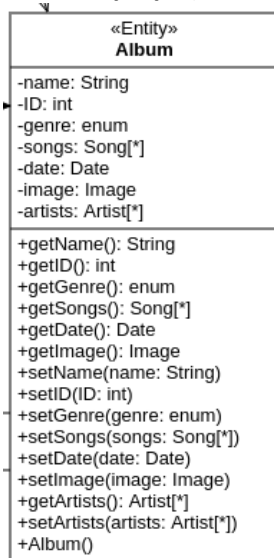 «Entity»
Album
-name: String
-ID: int
-genre: enum
-songs: Song[*]
-date: Date
-image: Image
-artists: Artist[*]
+getName(): String
+getID(): int
+getGenre(): enum
+getSongs(): Song[*]
+getDate(): Date
+getImage(): Image
+setName(name: String)
+setID(ID: int)
+setGenre(genre: enum)
+setSongs(songs: Song[*])
+setDate(date: Date)
+setImage(image: Image)
+getArtists(): Artist[*]
+setArtists(artists: Artist[*])
+Album()